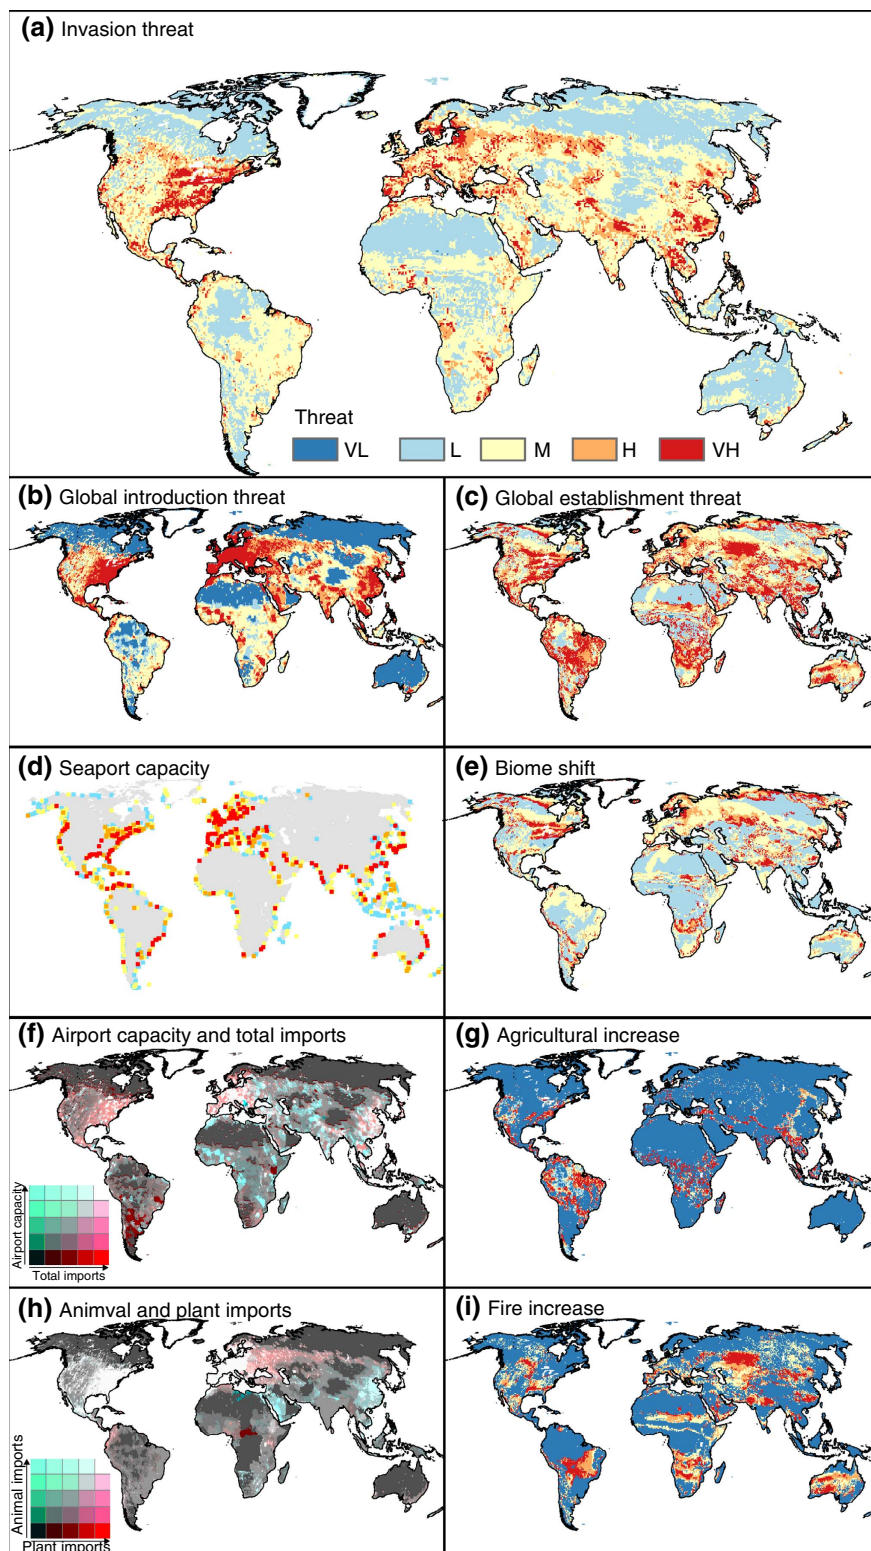 (a) Invasion threat
Threat
VL
L
M
H
VH
(b) Global introduction threat
(c) Global establishment threat
(d) Seaport capacity
(e) Biome shift
(f) Airport capacity and total imports
Airport capacity
Total imports
(g) Agricultural increase
(h) Animval and plant imports
Animal imports
Plant imports
(i) Fire increase